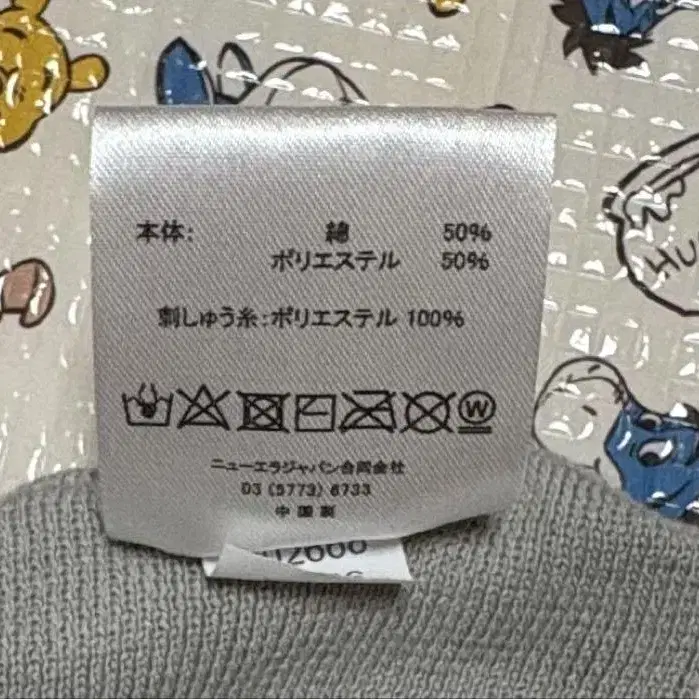 本体: 綿 50%
ポリエステル 50%
刺しゅう糸:ポリエステル 100%
W
ニューエラジャパン合同会社
03 (5773) 8733
中国製